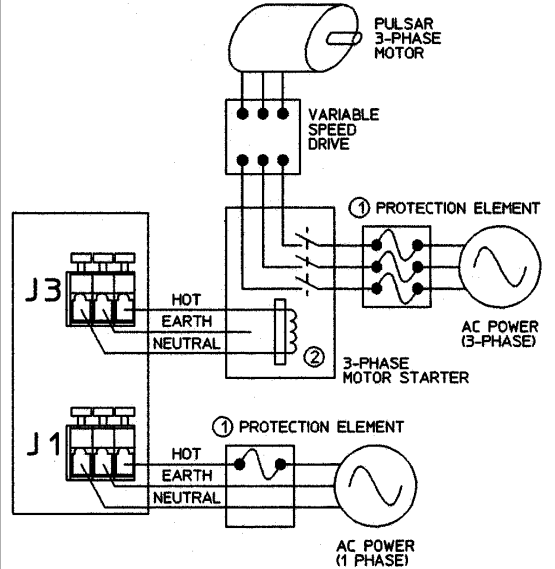 PULSAR
3-PHASE
MOTOR
VARIABLE
SPEED
DRIVE
1 PROTECTION ELEMENT
J3
HOT
EARTH
NEUTRAL
2
AC POWER
(3-PHASE)
3-PHASE
MOTOR STARTER
1 PROTECTION ELEMENT
J1
HOT
EARTH
NEUTRAL
AC POWER
(1 PHASE)